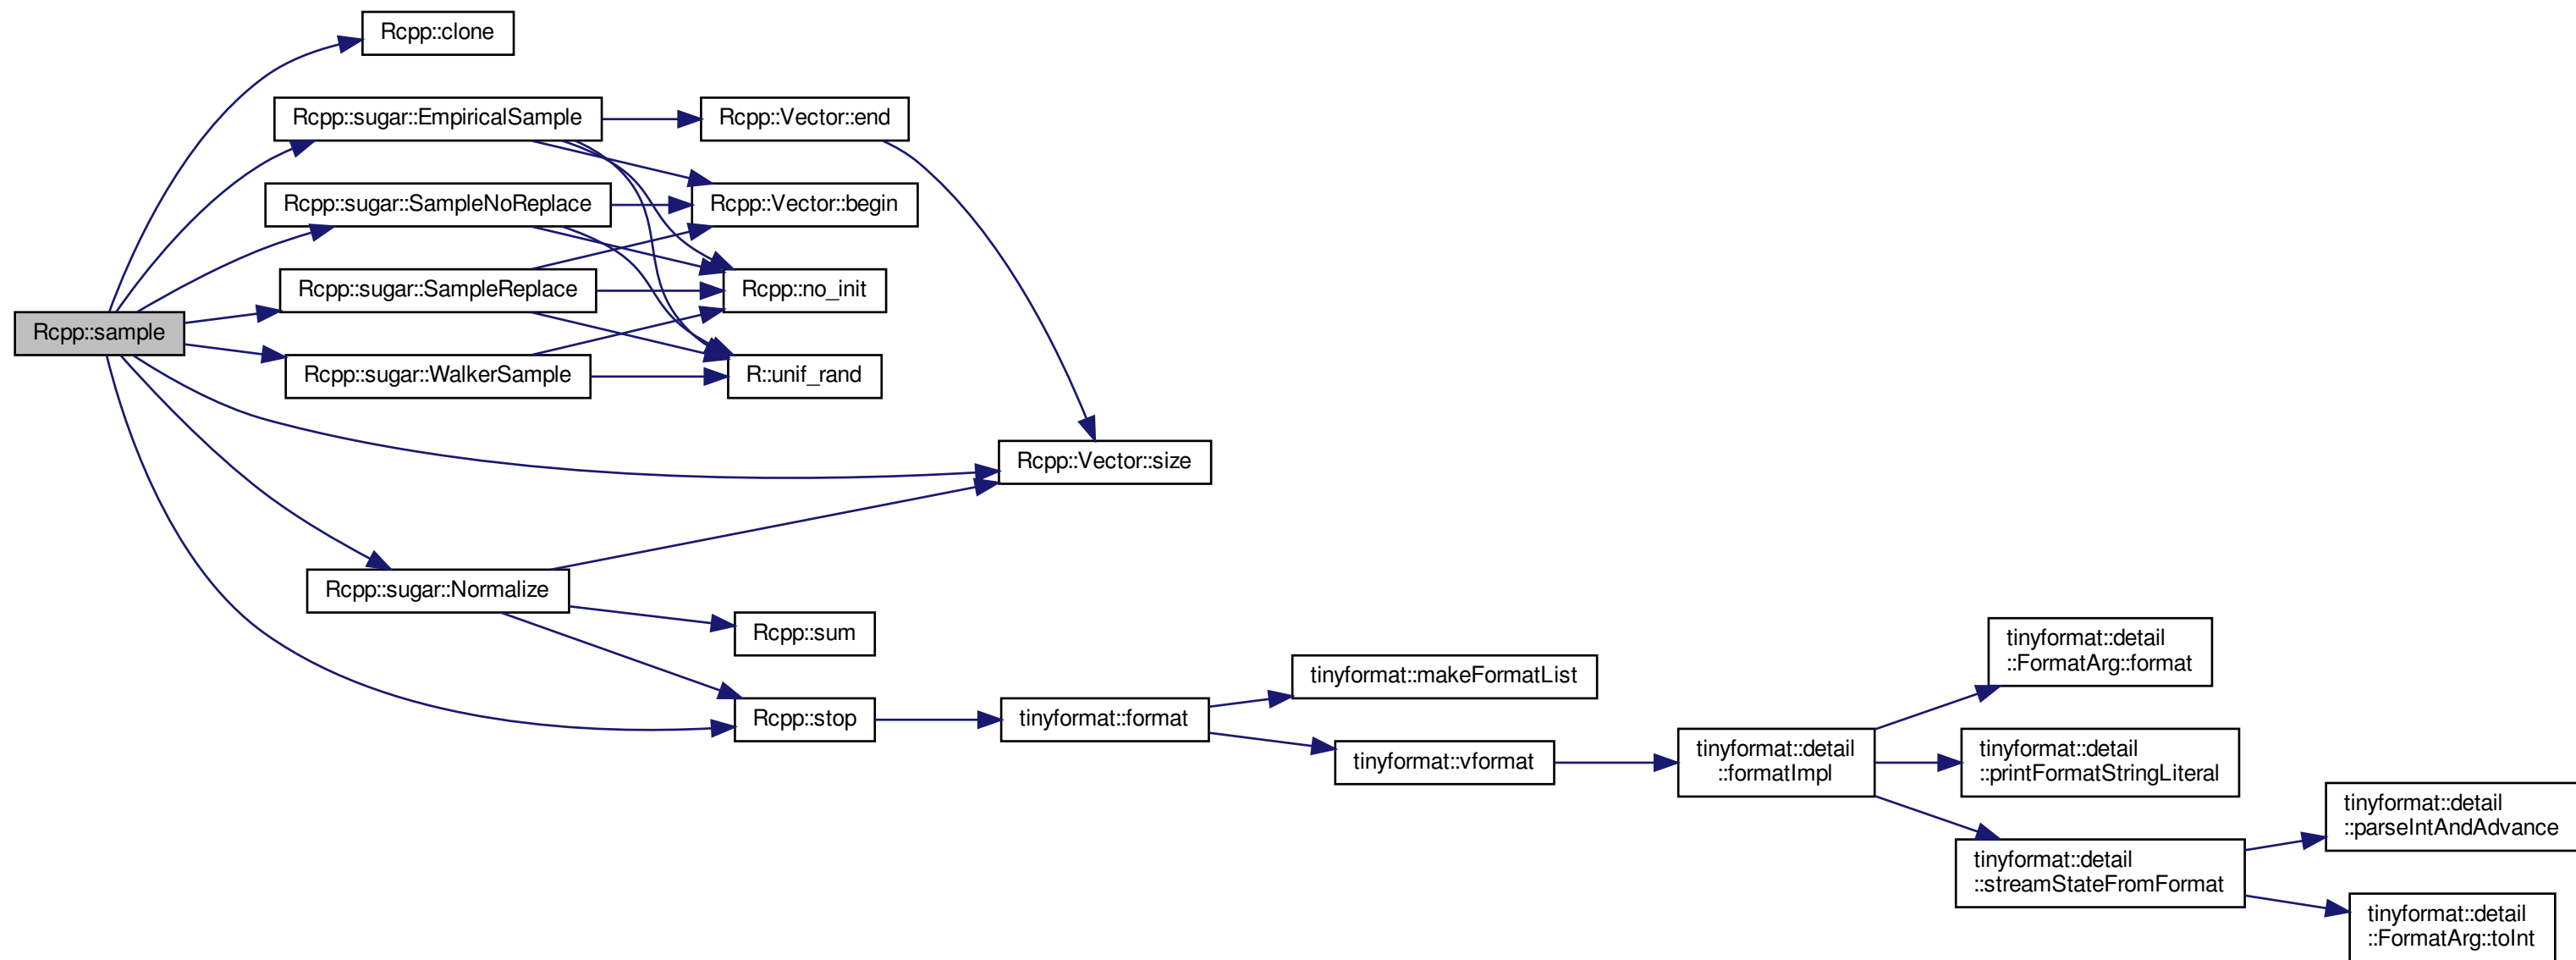 Rcpp::clone
Rcpp::sugar::EmpiricalSample
Rcpp::Vector::end
Rcpp::sugar::SampleNoReplace
Rcpp::Vector::begin
Rcpp::sugar::SampleReplace
Rcpp::no_init
Rcpp::sample
Rcpp::sugar::WalkerSample
R::unif_rand
Rcpp::Vector::size
Rcpp::sugar::Normalize
Rcpp::sum
Rcpp::stop
tinyformat::format
tinyformat::makeFormatList
tinyformat::vformat
tinyformat::detail
::formatImpl
tinyformat::detail
::FormatArg::format
tinyformat::detail
::printFormatStringLiteral
tinyformat::detail
::streamStateFromFormat
tinyformat::detail
::parseIntAndAdvance
tinyformat::detail
::FormatArg::toInt